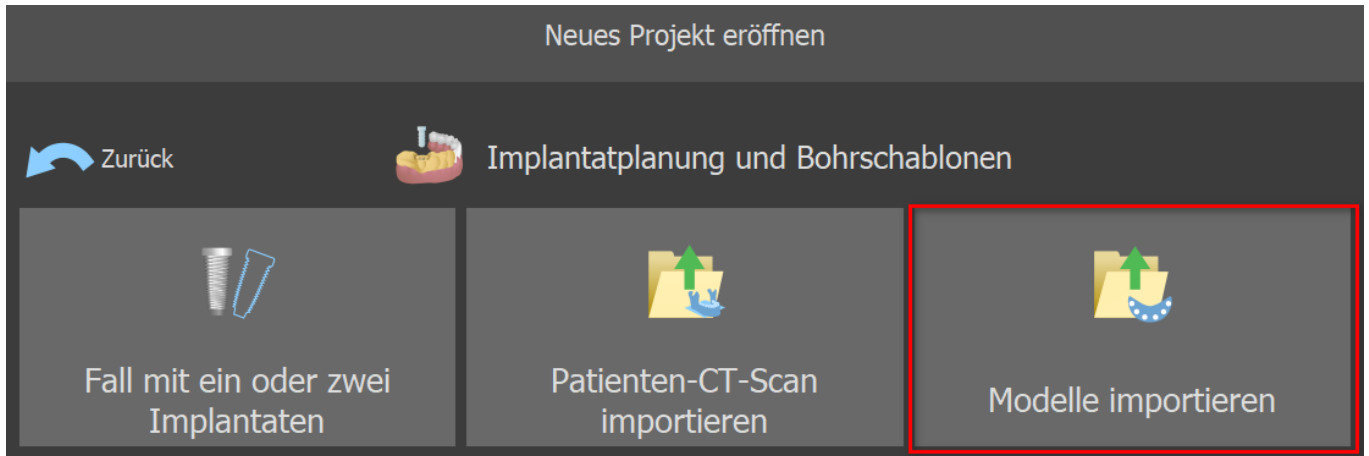 Neues Projekt eröffnen
Zurück
Implantatplanung und Bohrschablonen
Fall mit ein oder zwei
Implantaten
Patienten-CT-Scan
importieren
Modelle importieren